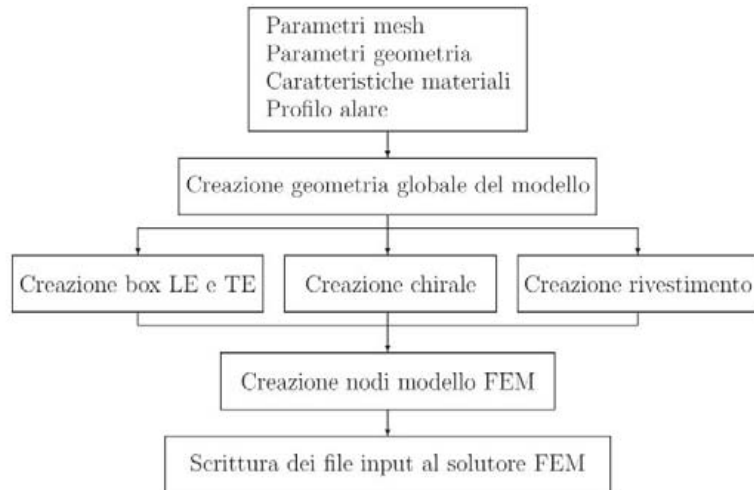 Parametri mesh
Parametri geometria
Caratteristiche materiali
Profilo alare
Creazione geometria globale del modello
Creazione box LE e TE
Creazione chirale
Creazione rivestimento
Creazione nodi modello FEM
Scrittura dei file input al solutore FEM